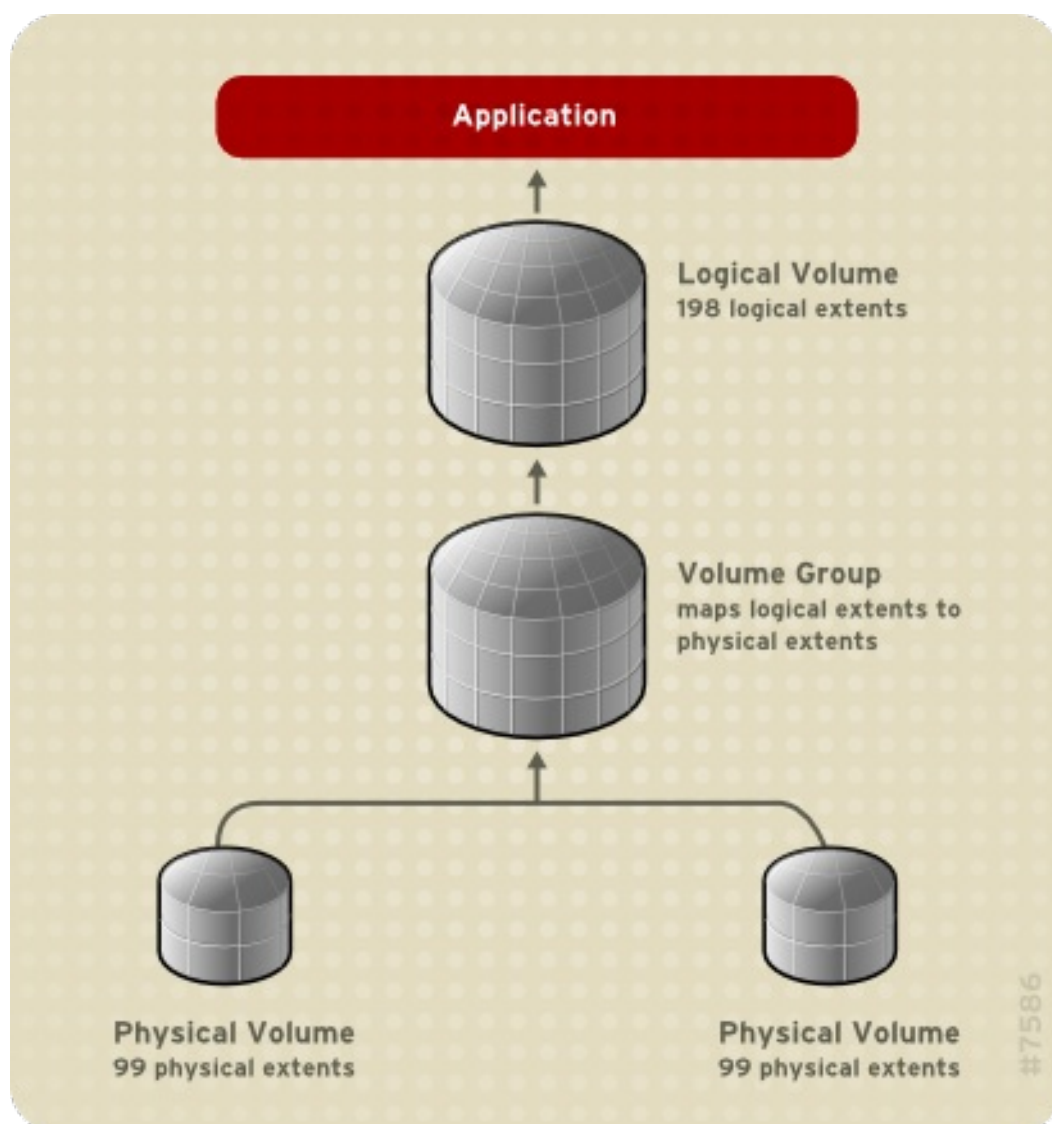 Application
Logical Volume
198 logical extents
Volume Group
maps logical extents to
physical extents
Physical Volume
99 physical extents
Physical Volume
99 physical extents
#7586